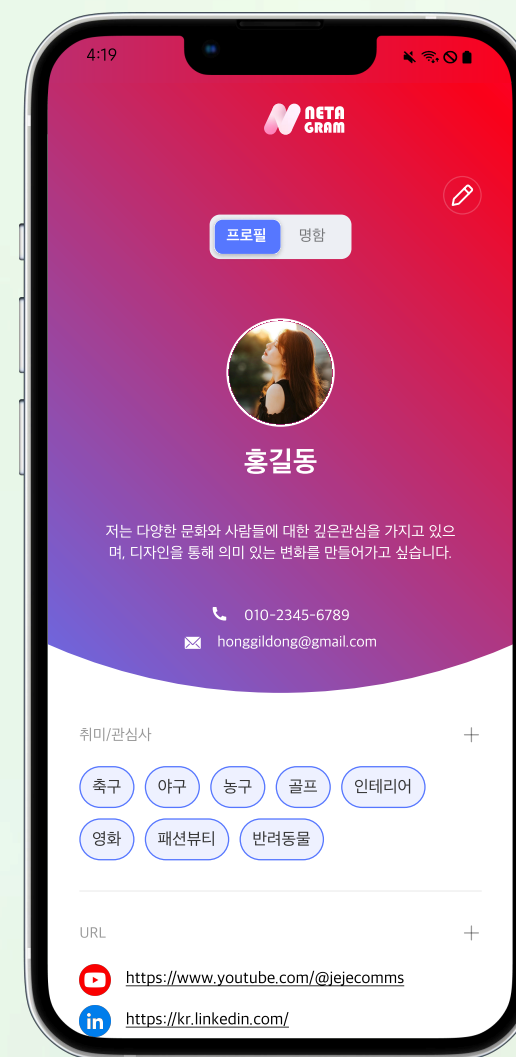 4:19
NETA
GRAM
프로필 명함
홍길동
저는 다양한 문화와 사람들에 대한 깊은관심을 가지고 있으
며, 디자인을 통해 의미 있는 변화를 만들어가고 싶습니다.
010-2345-6789
honggildong@gmail.com
취미/관심사
축구 야구 농구 골프 인테리어
영화 패션뷰티 반려동물
URL
https://www.youtube.com/@jejecomms
in https://kr.linkedin.com/